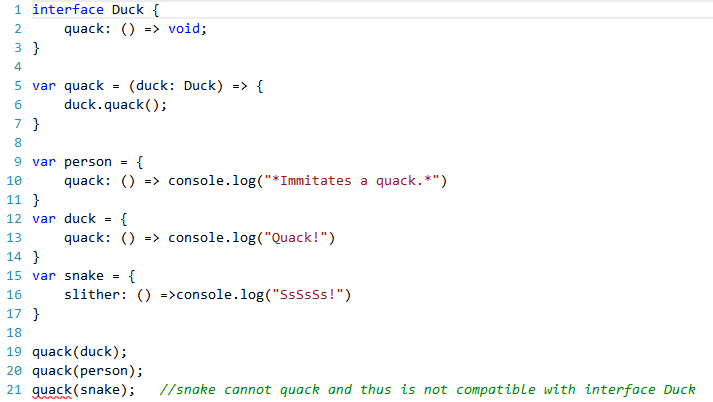 1 interface Duck {
2     quack: () => void;
3 }
4
5 var quack = (duck: Duck) => {
6     duck.quack();
7 }
8
9 var person = {
10     quack: () => console.log("*Immitates a quack.*")
11 }
12 var duck = {
13     quack: () => console.log("Quack!")
14 }
15 var snake = {
16     slither: () =>console.log("SsSsSs!")
17 }
18
19 quack(duck);
20 quack(person);
21 quack(snake);   //snake cannot quack and thus is not compatible with interface Duck